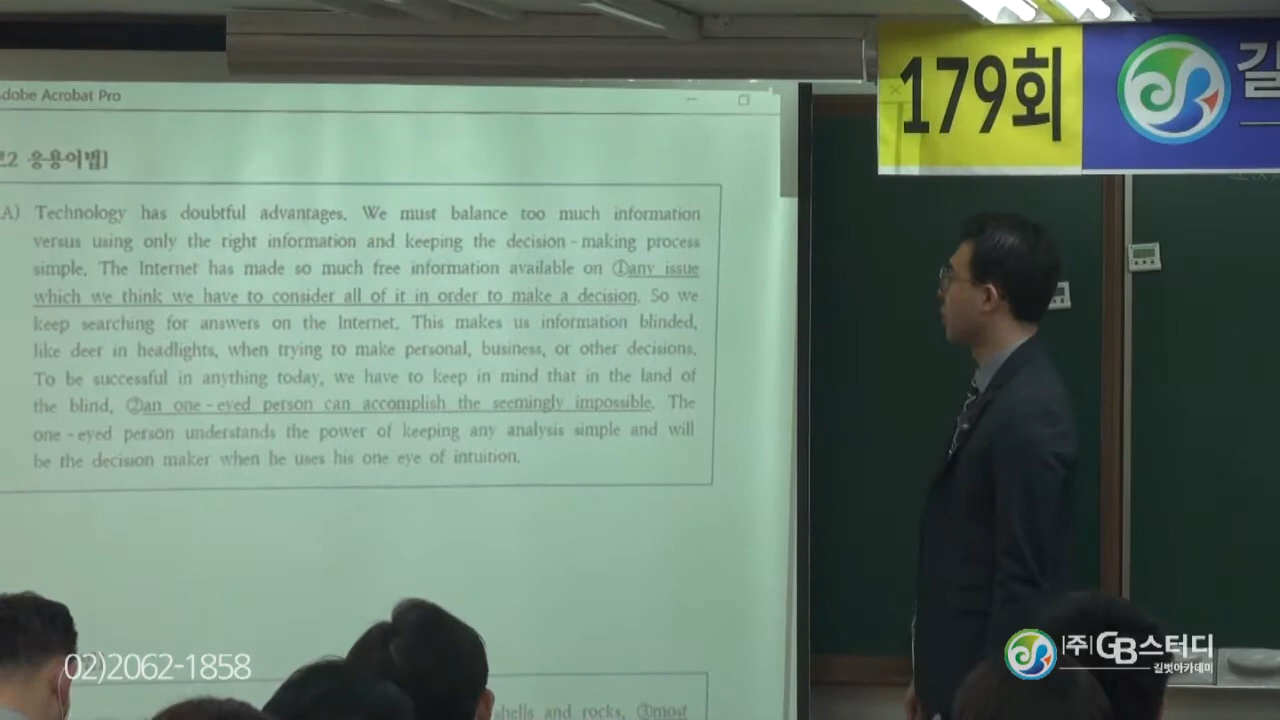 179회
길
Adobe Acrobat Pro
2 응용어법]
A) Technology has doubtful advantages. We must balance too much information
versus using only the right information and keeping the decision-making process
simple. The Internet has made so much free information available on ①any issue
which we think we have to consider all of it in order to make a decision. So we
keep searching for answers on the Internet. This makes us information blinded,
like deer in headlights, when trying to make personal, business, or other decisions.
To be successful in anything today, we have to keep in mind that in the land of
the blind, ②an one-eyed person can accomplish the seemingly impossible. The
one-eyed person understands the power of keeping any analysis simple and will
be the decision maker when he uses his one eye of intuition.
shells and rocks, ③most
02)2062-1858
(주)GB스터디
길벗아카데미